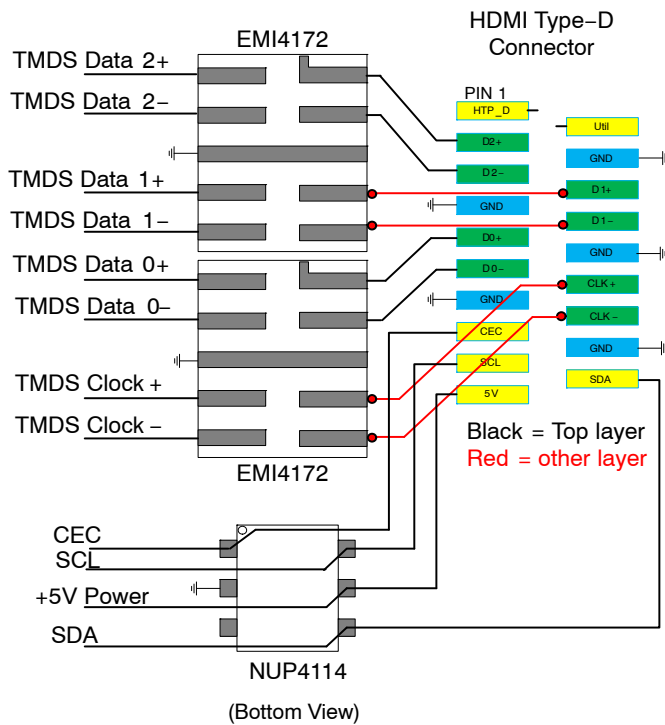 EMI4172
HDMI Type–D
Connector
TMDS Data 2+
TMDS Data 2–
TMDS Data 1+
TMDS Data 1–
TMDS Data 0+
TMDS Data 0–
TMDS Clock +
TMDS Clock –
EMI4172
PIN 1
HTP_D
D2+
D2–
GND
D0+
D0–
GND
CEC
SCL
5V
Util
GND
D1+
D1–
GND
CLK+
CLK–
GND
SDA
Black = Top layer
Red = other layer
CEC
SCL
+5V Power
SDA
NUP4114
(Bottom View)